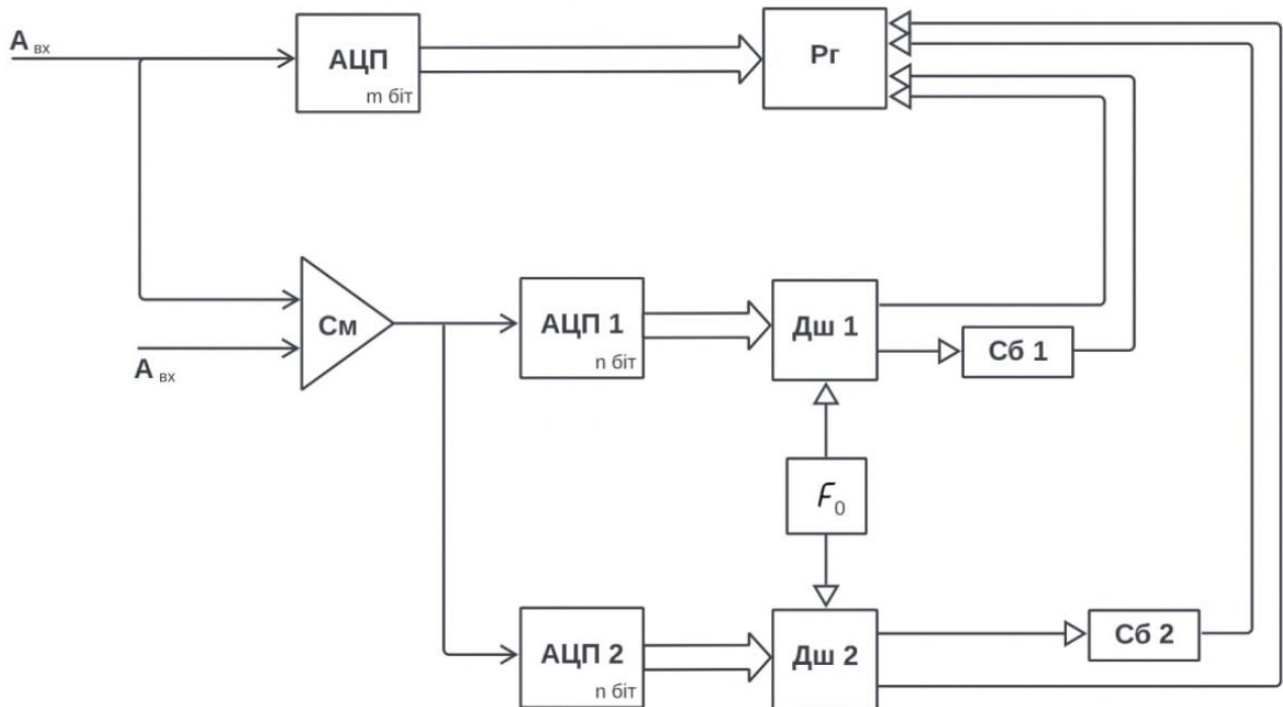 А вх
АЦП
m біт
Рг
См
А вх
АЦП 1
n біт
Дш 1
Сб 1
F0
АЦП 2
n біт
Дш 2
Сб 2